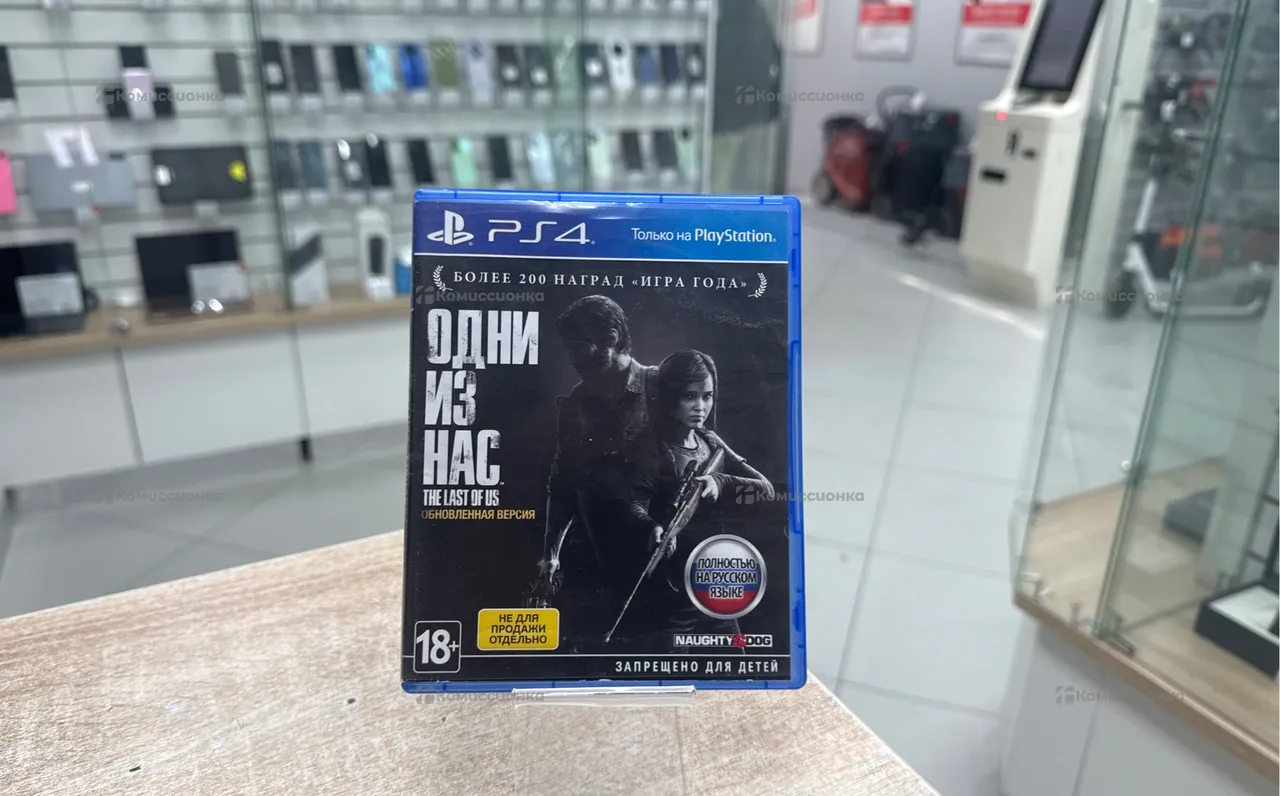 PS4
Только на PlayStation
БОЛЕЕ 200 НАГРАД «ИГРА ГОДА»
ОДНИ
ИЗ
НАС
THE LAST OF US
ОБНОВЛЕННАЯ ВЕРСИЯ
ПОЛНОСТЬЮ
НА РУССКОМ
ЯЗЫКЕ
НЕ ДЛЯ
ПРОДАЖИ
ОТДЕЛЬНО
18+
NAUGHTY DOG
ЗАПРЕЩЕНО ДЛЯ ДЕТЕЙ
Комиссионка
Комиссионка
Комиссионка
Комиссионка
Комиссионка
Комиссионка
Комиссионка
Комиссионка